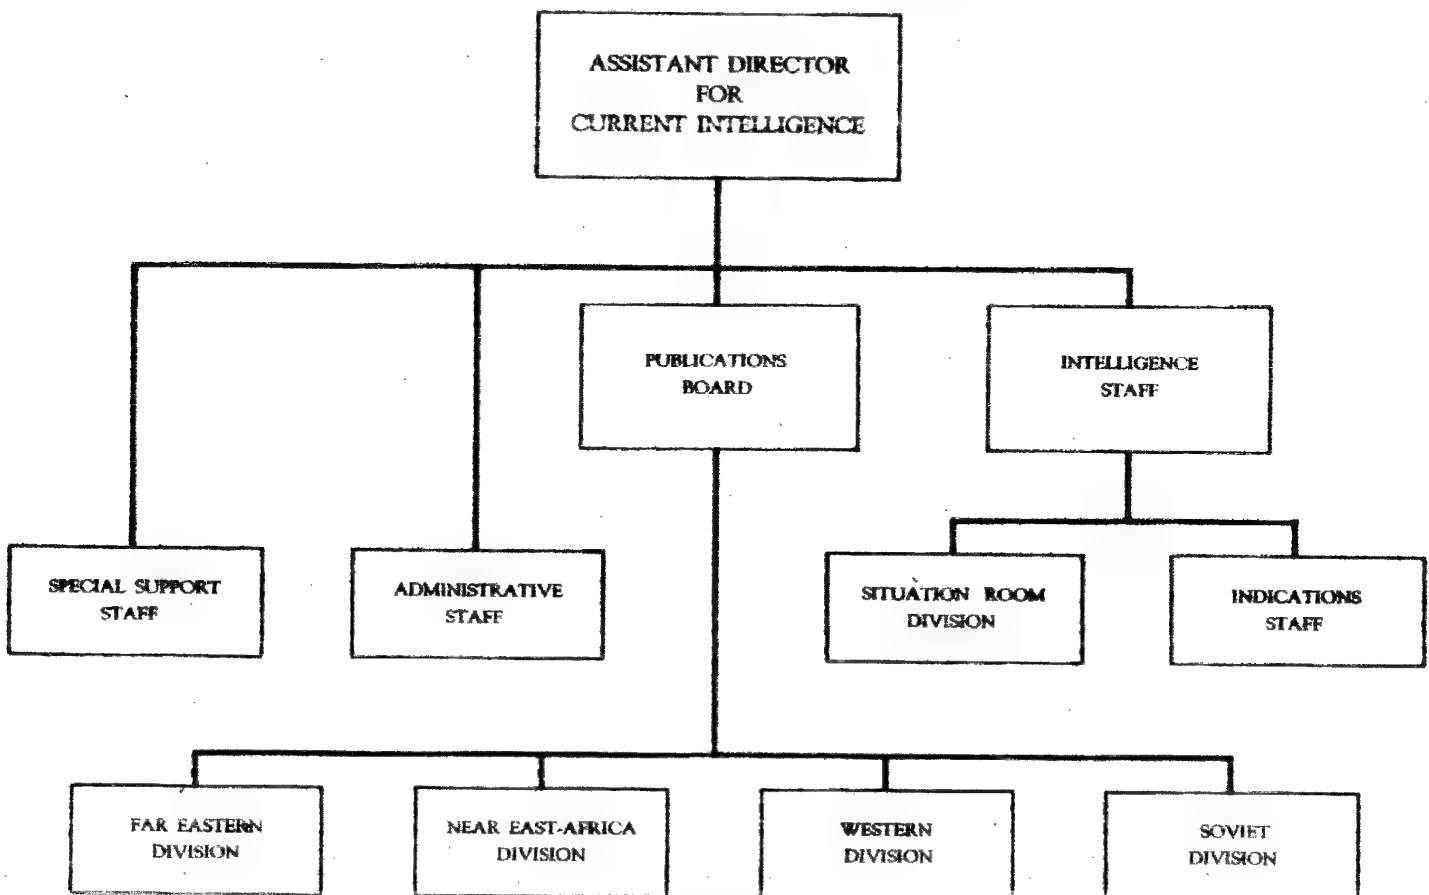 ASSISTANT DIRECTOR
FOR
CURRENT INTELLIGENCE
PUBLICATIONS
BOARD
INTELLIGENCE
STAFF
SPECIAL SUPPORT
STAFF
ADMINISTRATIVE
STAFF
SITUATION ROOM
DIVISION
INDICATIONS
STAFF
FAR EASTERN
DIVISION
NEAR EAST-AFRICA
DIVISION
WESTERN
DIVISION
SOVIET
DIVISION